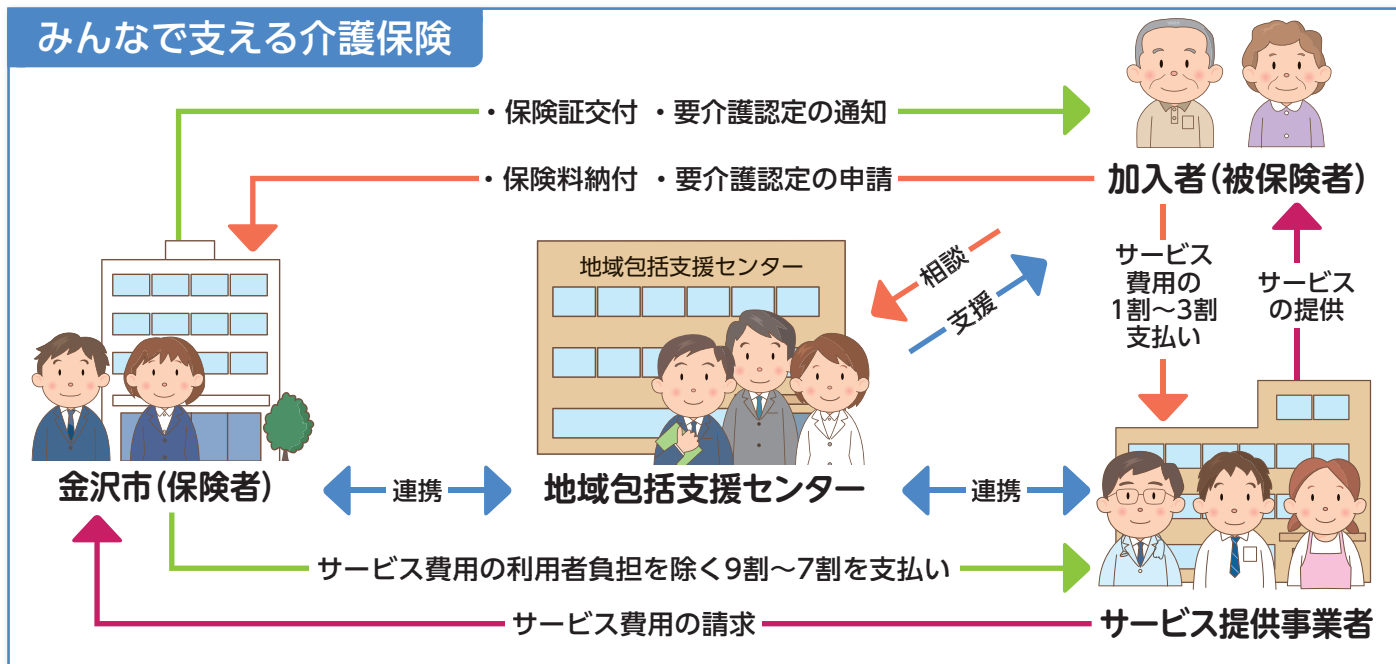 みんなで支える介護保険
・保険証交付 ・要介護認定の通知
・保険料納付 ・要介護認定の申請
加入者(被保険者)
地域包括支援センター
相談
支援
サービス
費用の
1割～3割
支払い
サービス
の提供
金沢市(保険者)
連携
地域包括支援センター
連携
サービス費用の利用者負担を除く9割～7割を支払い
サービス費用の請求
サービス提供事業者